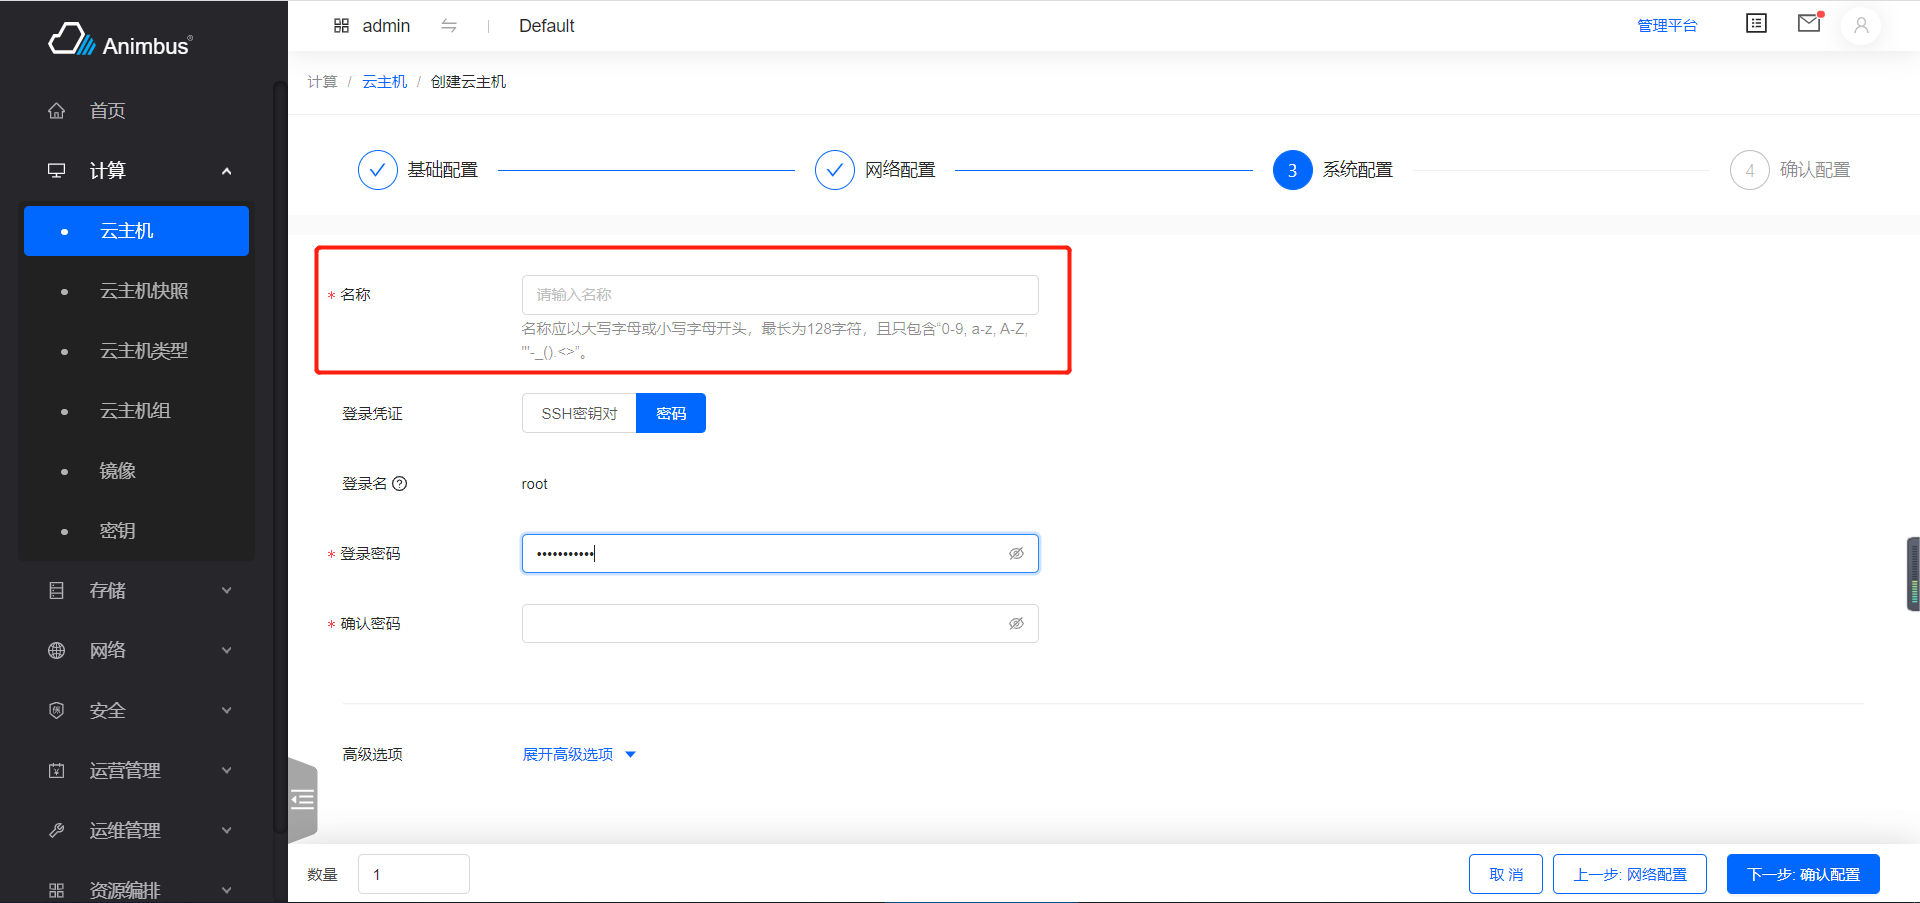 Animbus®
首页
计算
云主机
云主机快照
云主机类型
云主机组
镜像
密钥
存储
网络
安全
运营管理
运维管理
资源编排
admin
Default
管理平台
计算 / 云主机 / 创建云主机
基础配置
网络配置
3 系统配置
4 确认配置
* 名称
请输入名称
名称应以大写字母或小写字母开头，最长为128字符，且只包含“0-9, a-z, A-Z,
"'-_().<>”。
登录凭证
SSH密钥对
密码
登录名
root
* 登录密码
•••••••••••
* 确认密码
高级选项
展开高级选项
数量
1
取 消
上一步: 网络配置
下一步: 确认配置